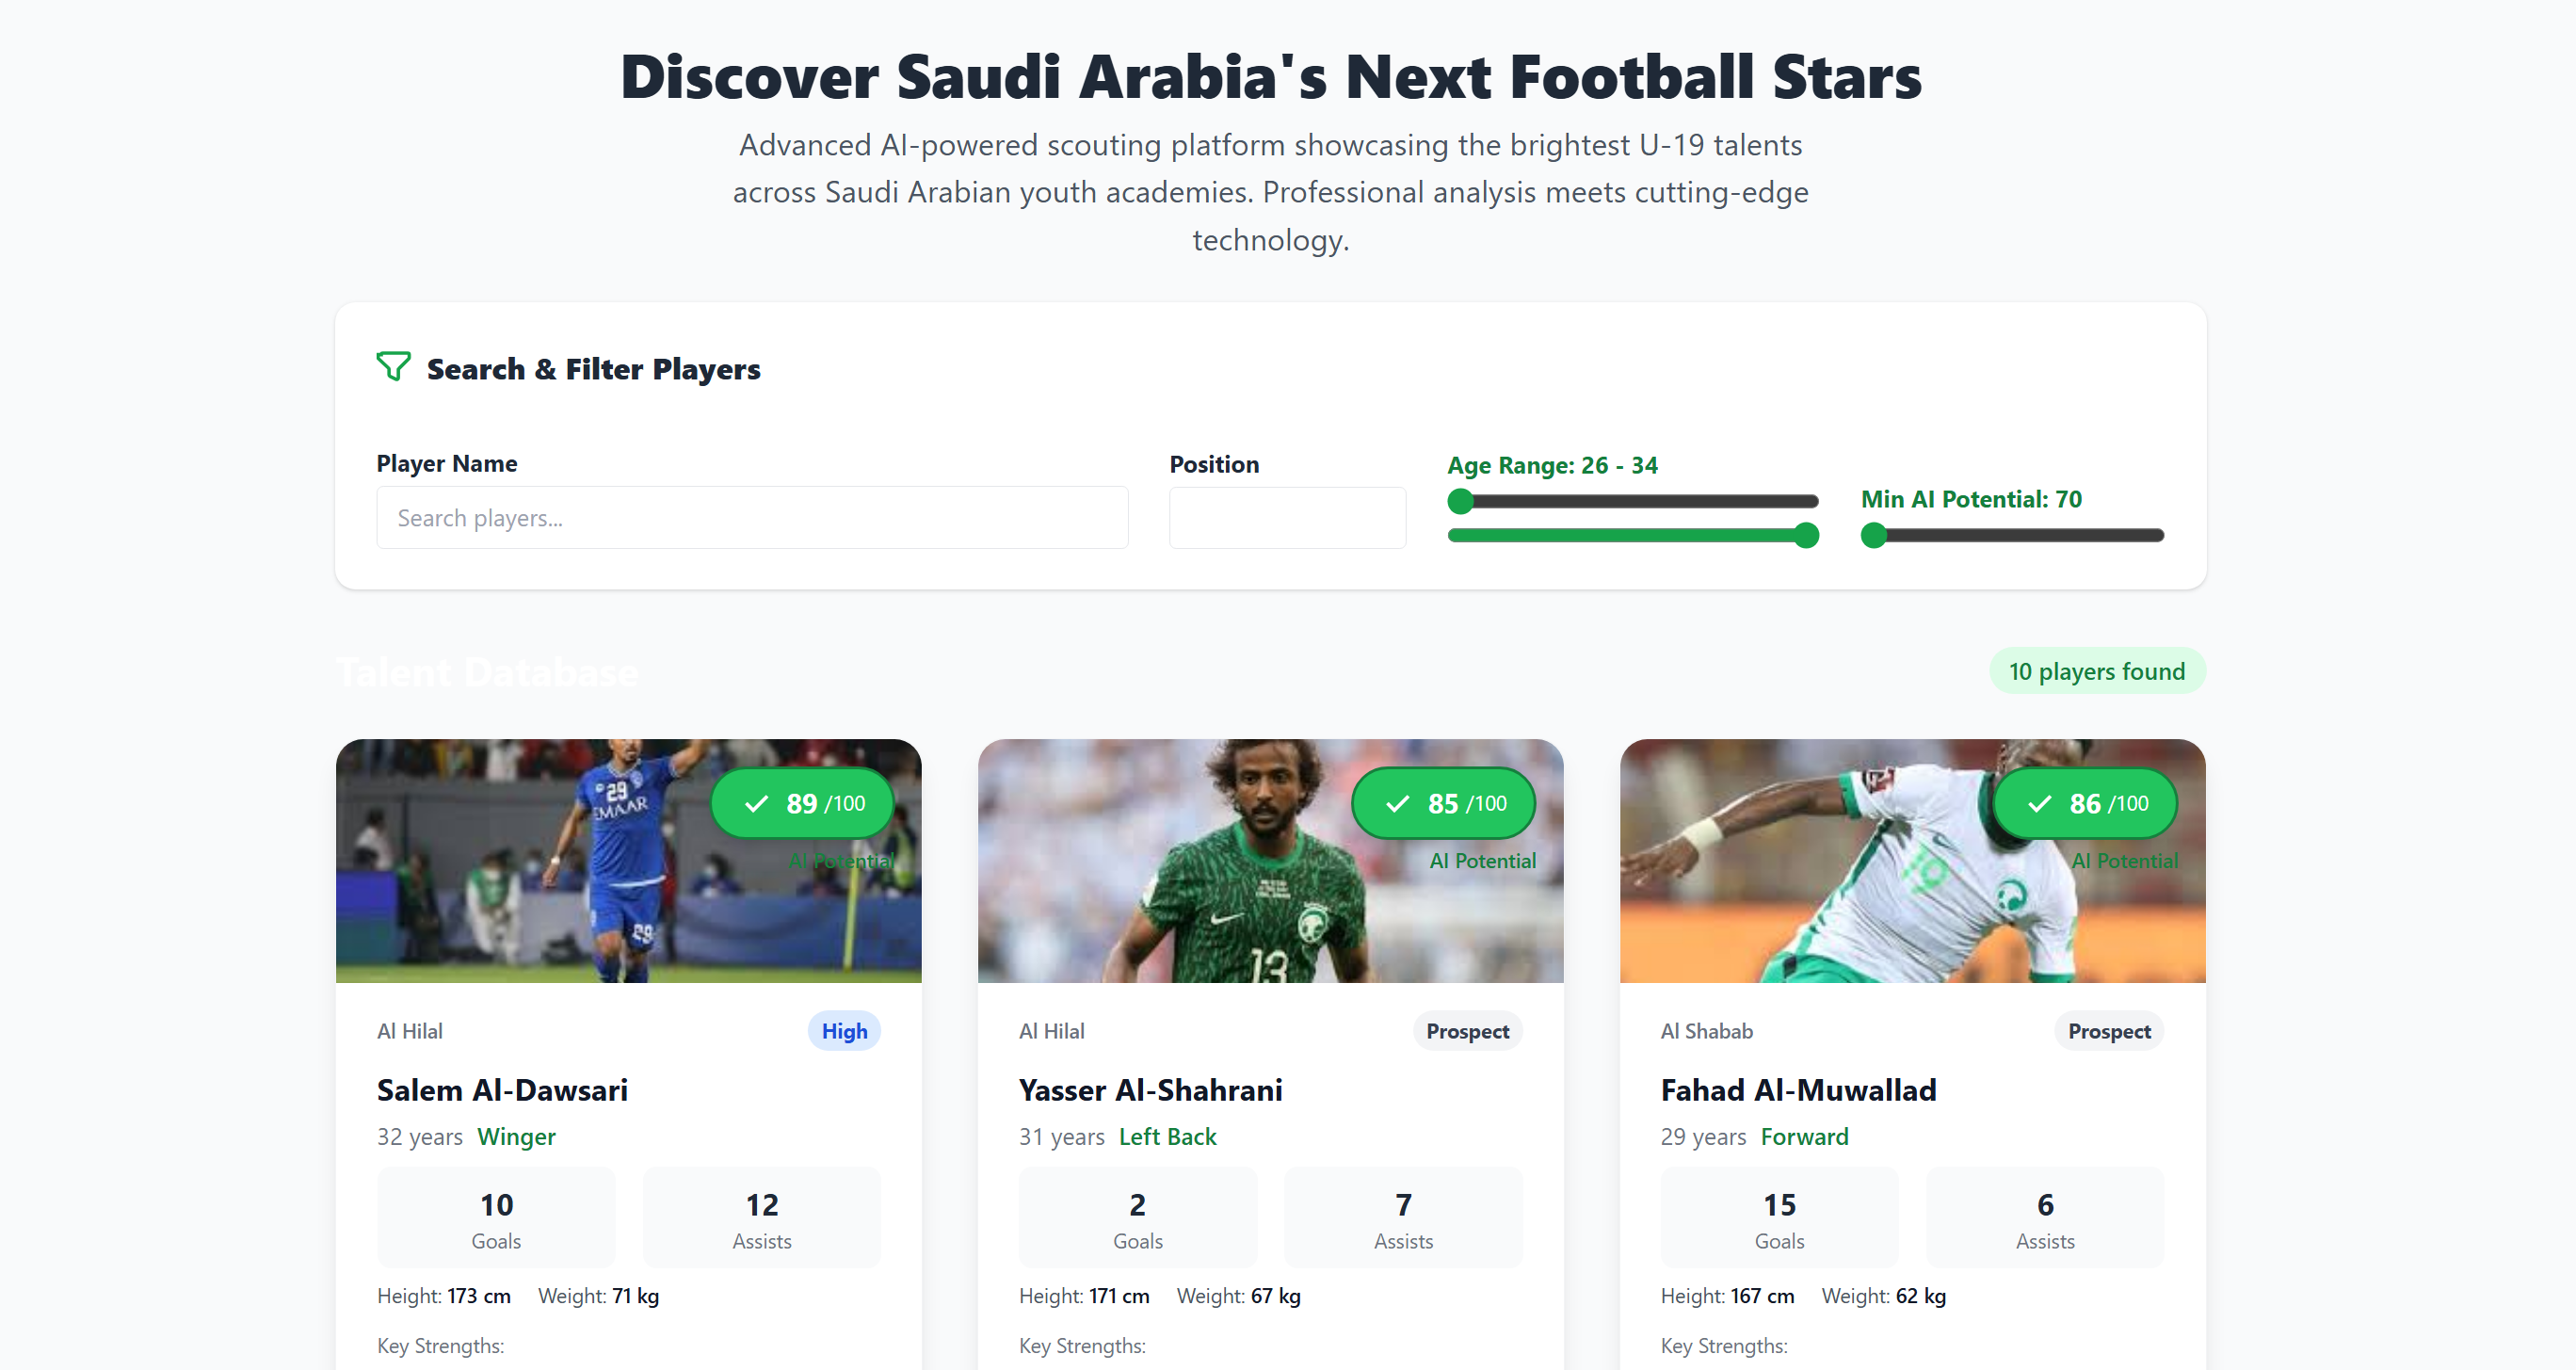 Discover Saudi Arabia's Next Football Stars
Advanced AI-powered scouting platform showcasing the brightest U-19 talents
across Saudi Arabian youth academies. Professional analysis meets cutting-edge
technology.
Search & Filter Players
Player Name
Search players...
Position
Age Range: 26 - 34
Min AI Potential: 70
Talent Database
10 players found
29
EMAAR
29
89 /100
AI Potential
13
85 /100
AI Potential
19
86 /100
AI Potential
Al Hilal
High
Salem Al-Dawsari
32 years Winger
10
Goals
12
Assists
Height: 173 cm Weight: 71 kg
Key Strengths:
Al Hilal
Prospect
Yasser Al-Shahrani
31 years Left Back
2
Goals
7
Assists
Height: 171 cm Weight: 67 kg
Key Strengths:
Al Shabab
Prospect
Fahad Al-Muwallad
29 years Forward
15
Goals
6
Assists
Height: 167 cm Weight: 62 kg
Key Strengths: